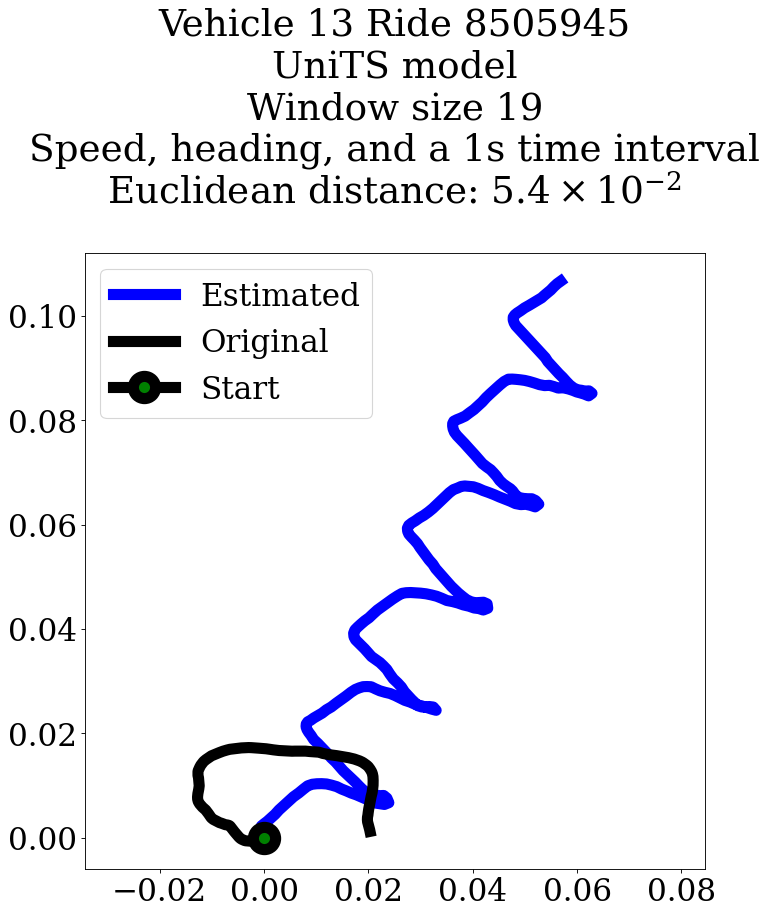 Vehicle 13 Ride 8505945
UniTS model
Window size 19
Speed, heading, and a 1s time interval
Euclidean distance: 5.4 × 10⁻²
Estimated
Original
Start
0.10
0.08
0.06
0.04
0.02
0.00
−0.02 0.00 0.02 0.04 0.06 0.08